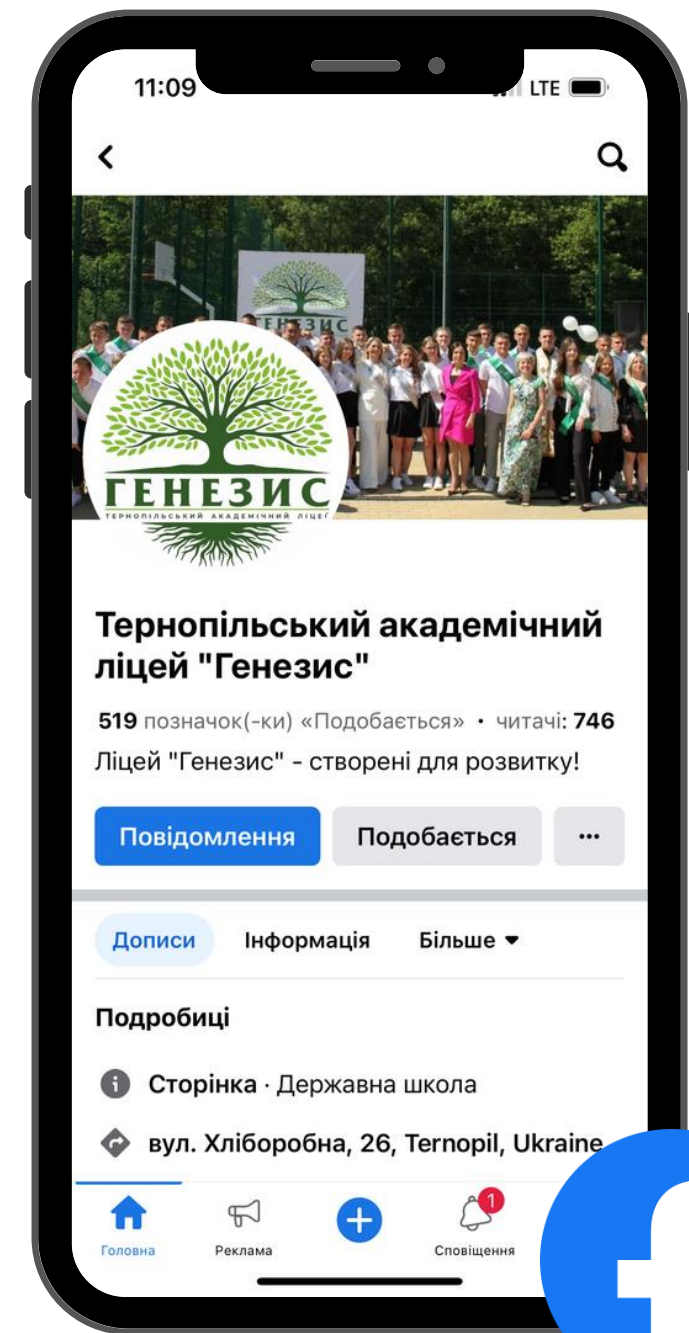 11:09
LTE
ГЕНЕЗИС
ГЕНЕЗИС
ТЕРНОПІЛЬСЬКИЙ АКАДЕМІЧНИЙ ЛІЦЕЙ
Тернопільський академічний
ліцей "Генезис"
519 позначок(-ки) «Подобається» • читачі: 746
Ліцей "Генезис" - створені для розвитку!
Повідомлення
Подобається
Дописи
Інформація
Більше
Подробиці
Сторінка · Державна школа
вул. Хліборобна, 26, Ternopil, Ukraine
1
Головна
Реклама
Сповіщення